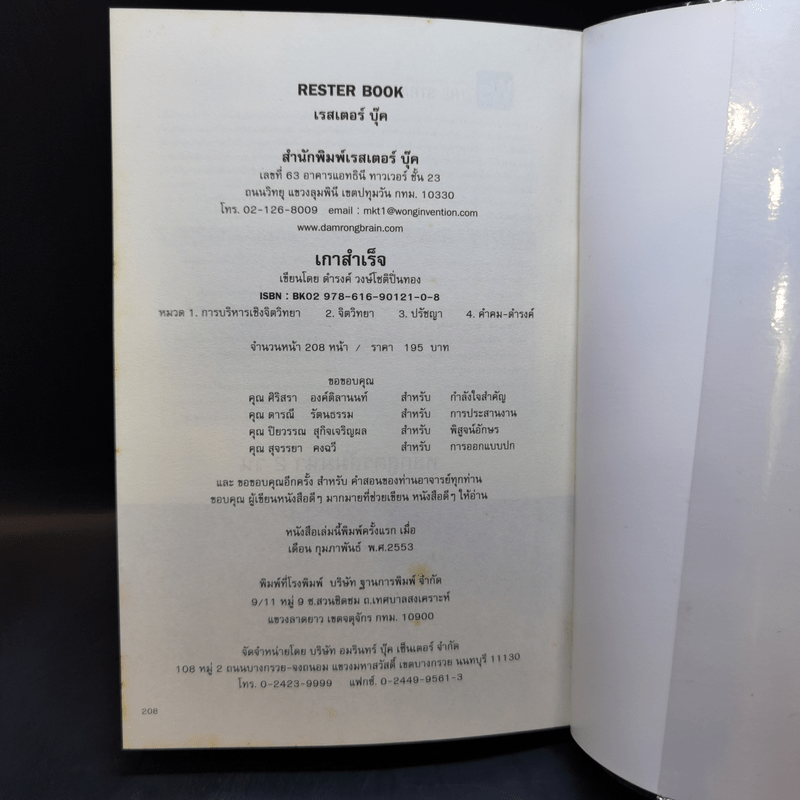 RESTER BOOK
เรสเตอร์ บุ๊ค
สำนักพิมพ์เรสเตอร์ บุ๊ค
เลขที่ 63 อาคารแอทธินี ทาวเวอร์ ชั้น 23
ถนนวิทยุ แขวงลุมพินี เขตปทุมวัน กทม. 10330
โทร. 02-126-8009 email : mkt1@wonginvention.com
www.damrongbrain.com
เกาสำเร็จ
เขียนโดย ดำรงค์ วงษ์โชติปิ่นทอง
ISBN : BK02 978-616-90121-0-8
หมวด 1. การบริหารเชิงจิตวิทยา 2. จิตวิทยา 3. ปรัชญา 4. คำคม-ดำรงค์
จำนวนหน้า 208 หน้า / ราคา 195 บาท
ขอขอบคุณ
คุณ ศิริสรา องค์ติลานนท์ สำหรับ กำลังใจสำคัญ
คุณ ดารณี รัตนธรรม สำหรับ การประสานงาน
คุณ ปิยวรรณ สุกิจเจริญผล สำหรับ พิสูจน์อักษร
คุณ สุจรรยา คงฉวี สำหรับ การออกแบบปก
และ ขอขอบคุณอีกครั้ง สำหรับ คำสอนของท่านอาจารย์ทุกท่าน
ขอบคุณ ผู้เขียนหนังสือดีๆ มากมายที่ช่วยเขียน หนังสือดีๆ ให้อ่าน
หนังสือเล่มนี้พิมพ์ครั้งแรก เมื่อ
เดือน กุมภาพันธ์ พ.ศ.2553
พิมพ์ที่โรงพิมพ์ บริษัท ฐานการพิมพ์ จำกัด
9/11 หมู่ 9 ซ.สวนชิดชม ถ.เทศบาลสงเคราะห์
แขวงลาดยาว เขตจตุจักร กทม. 10900
จัดจำหน่ายโดย บริษัท อมรินทร์ บุ๊ค เซ็นเตอร์ จำกัด
108 หมู่ 2 ถนนบางกรวย-จงถนอม แขวงมหาสวัสดิ์ เขตบางกรวย นนทบุรี 11130
โทร. 0-2423-9999 แฟกซ์. 0-2449-9561-3
208